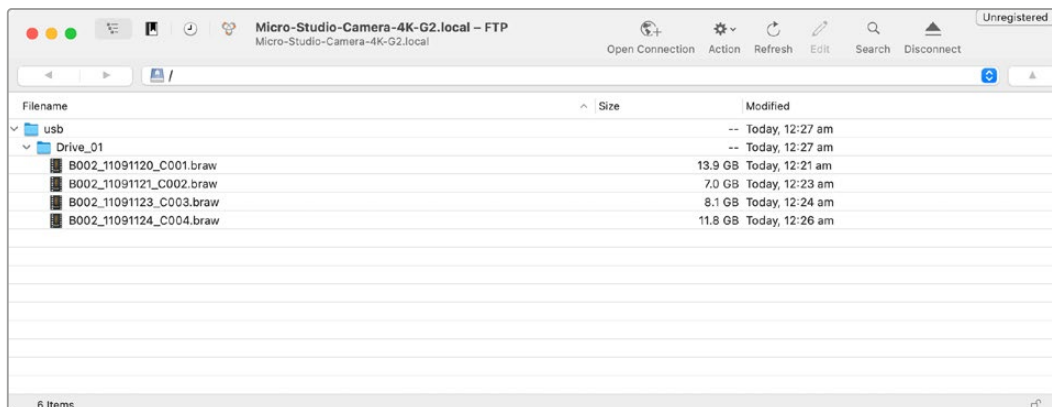 Micro-Studio-Camera-4K-G2.local – FTP
Micro-Studio-Camera-4K-G2.local
Unregistered
Open Connection Action Refresh Edit Search Disconnect
/
Filename Size Modified
usb -- Today, 12:27 am
Drive_01 -- Today, 12:27 am
B002_11091120_C001.braw 13.9 GB Today, 12:21 am
B002_11091121_C002.braw 7.0 GB Today, 12:23 am
B002_11091123_C003.braw 8.1 GB Today, 12:24 am
B002_11091124_C004.braw 11.8 GB Today, 12:26 am
6 Items